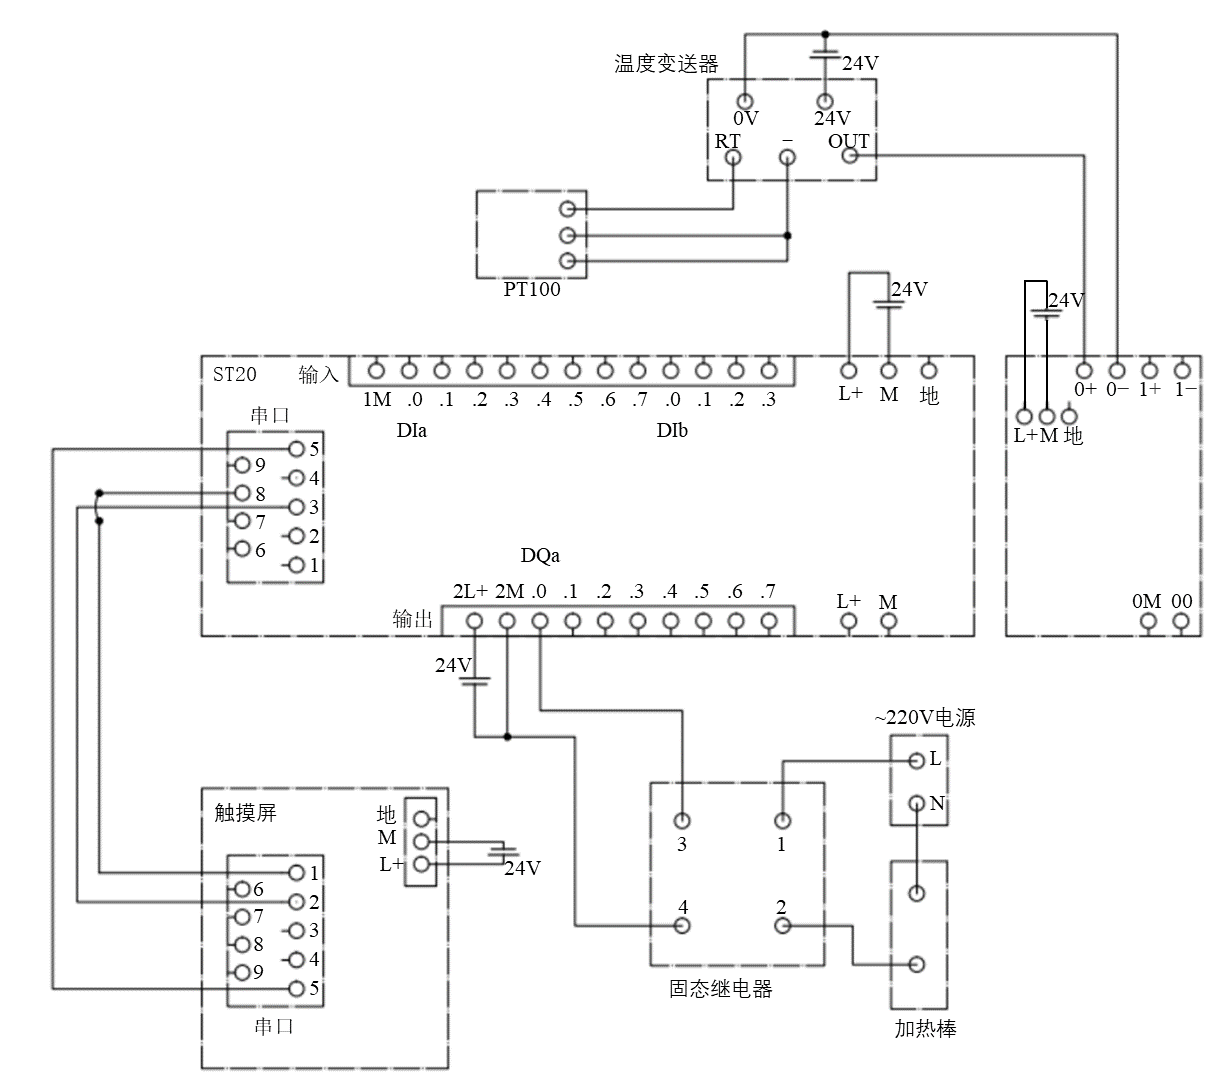 温度变送器
24V
0V
24V
RT
−
OUT
PT100
24V
24V
ST20
输入
1M .0 .1 .2 .3 .4 .5 .6 .7 .0 .1 .2 .3
L+ M 地
0+ 0− 1+ 1−
DIa
DIb
L+ M 地
串口
5
9
4
8
3
7
2
6
1
DQa
2L+ 2M .0 .1 .2 .3 .4 .5 .6 .7
L+ M
0M 00
输出
24V
~220V电源
L
N
触摸屏
地
M
L+
24V
3
1
4
2
固态继电器
加热棒
1
6
2
7
3
8
4
9
5
串口